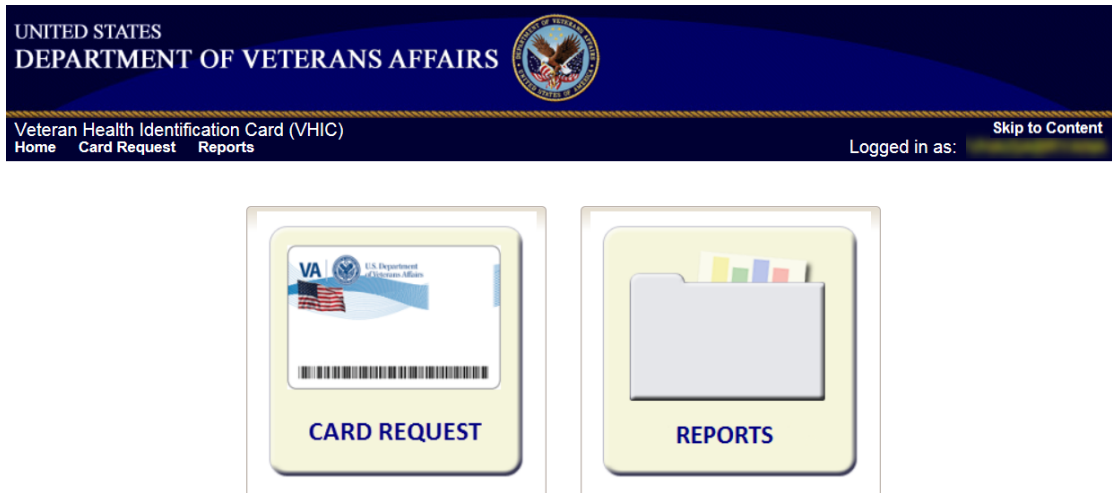 UNITED STATES
DEPARTMENT OF VETERANS AFFAIRS
Veteran Health Identification Card (VHIC)
Skip to Content
Home Card Request Reports
Logged in as:
VA
U.S. Department
of Veterans Affairs
CARD REQUEST
REPORTS